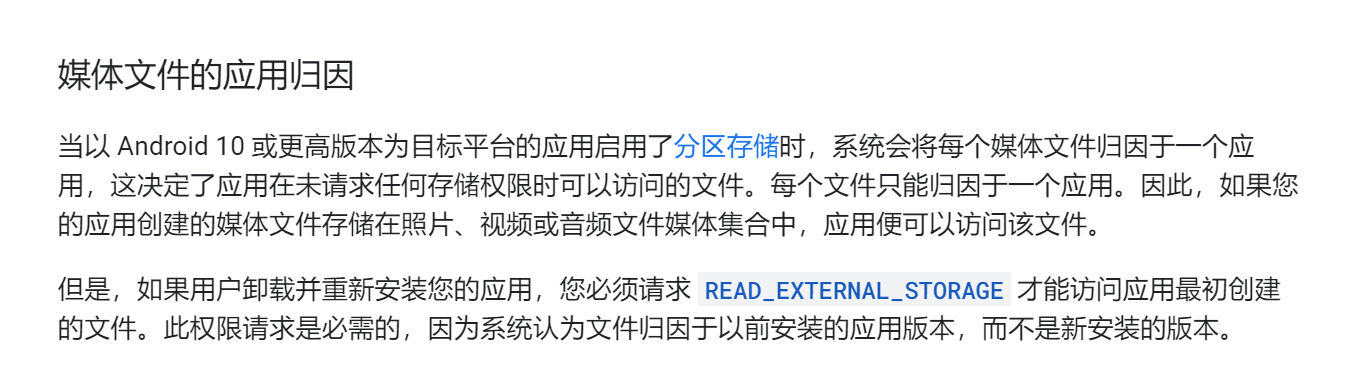 媒体文件的应用归因
当以 Android 10 或更高版本为目标平台的应用启用了分区存储时，系统会将每个媒体文件归因于一个应
用，这决定了应用在未请求任何存储权限时可以访问的文件。每个文件只能归因于一个应用。因此，如果您
的应用创建的媒体文件存储在照片、视频或音频文件媒体集合中，应用便可以访问该文件。
但是，如果用户卸载并重新安装您的应用，您必须请求 READ_EXTERNAL_STORAGE 才能访问应用最初创建
的文件。此权限请求是必需的，因为系统认为文件归因于以前安装的应用版本，而不是新安装的版本。